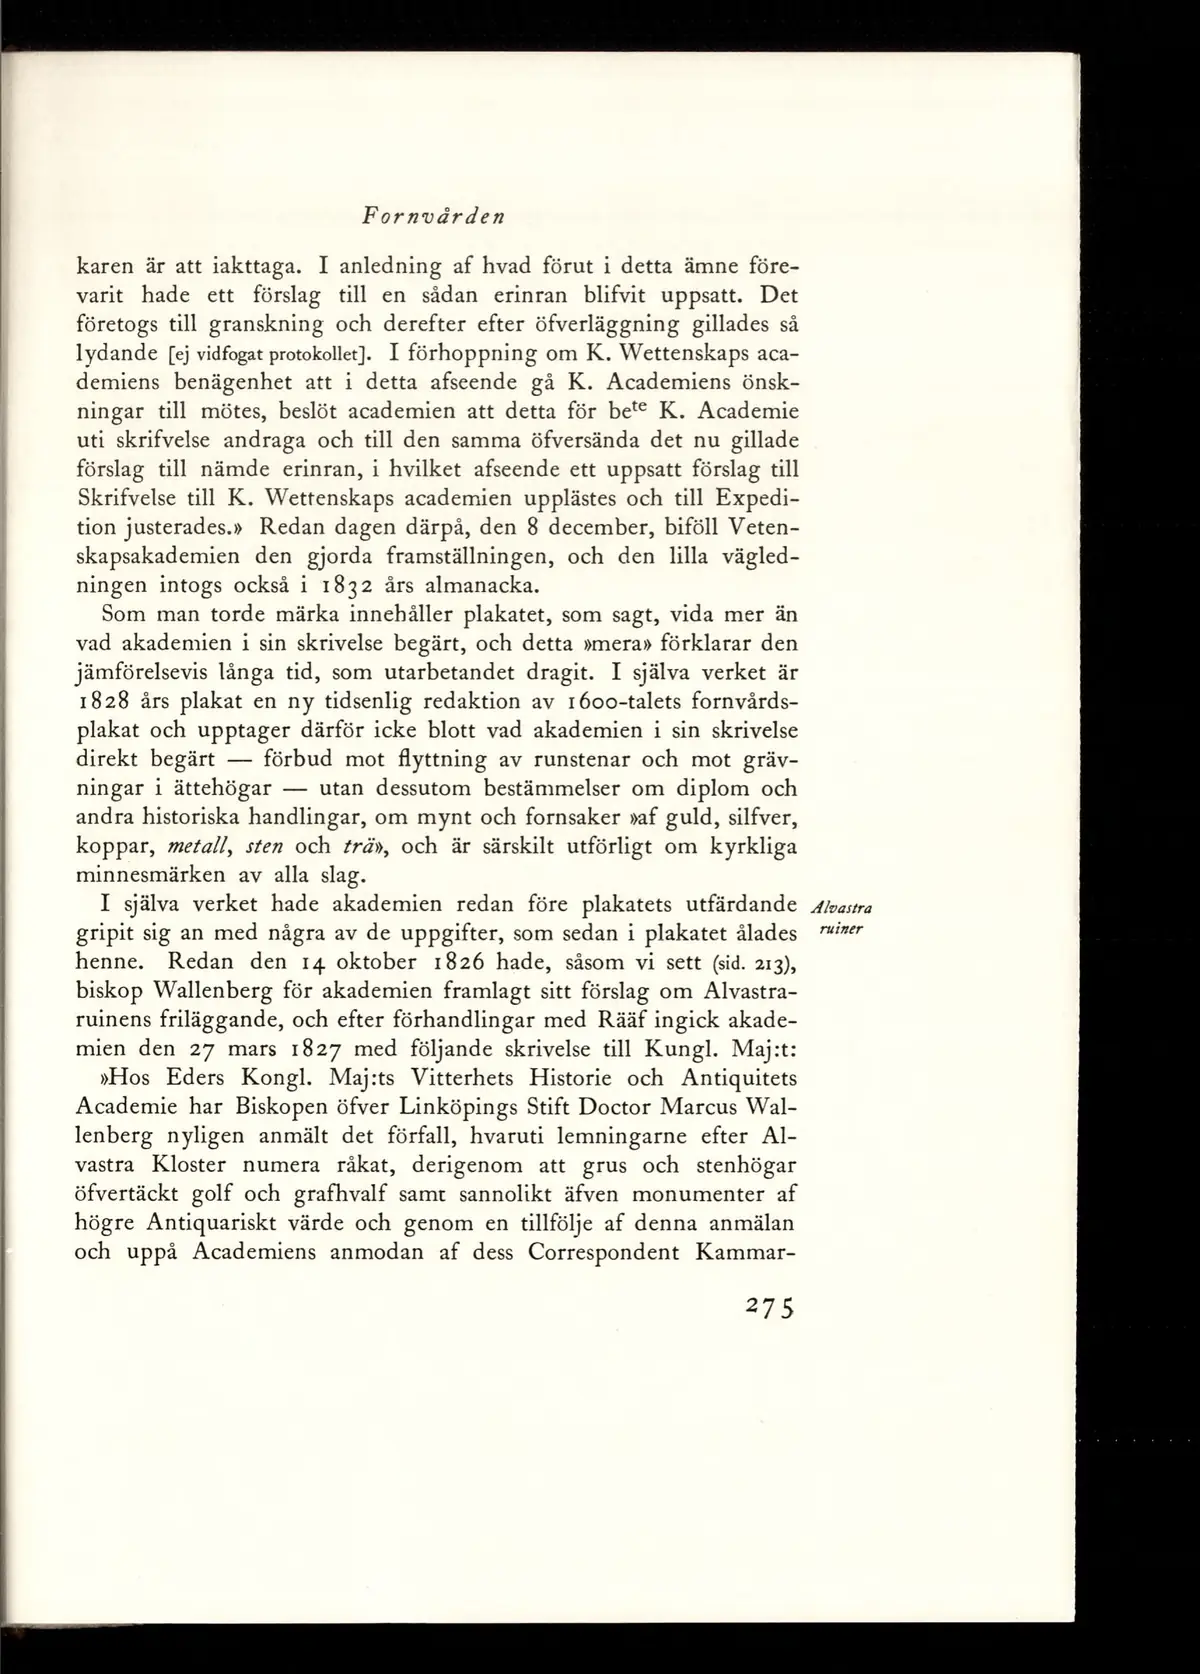 Fornvården
karen är att iakttaga. I anledning af hvad förut i detta ämne före-
varit hade ett förslag till en sådan erinran blifvit uppsatt. Det
företogs till granskning och derefter efter öfverläggning gillades så
lydande [ej vidfogat protokollet]. I förhoppning om K. Wettenskaps aca-
demiens benägenhet att i detta afseende gå K. Academiens önsk-
ningar till mötes, beslöt academien att detta för beᵗᵉ K. Academie
uti skrifvelse andraga och till den samma öfversända det nu gillade
förslag till nämde erinran, i hvilket afseende ett uppsatt förslag till
Skrifvelse till K. Wettenskaps academien upplästes och till Expedi-
tion justerades.» Redan dagen därpå, den 8 december, biföll Veten-
skapsakademien den gjorda framställningen, och den lilla vägled-
ningen intogs också i 1832 års almanacka.
Som man torde märka innehåller plakatet, som sagt, vida mer än
vad akademien i sin skrivelse begärt, och detta »mera» förklarar den
jämförelsevis långa tid, som utarbetandet dragit. I själva verket är
1828 års plakat en ny tidsenlig redaktion av 1600-talets fornvårds-
plakat och upptager därför icke blott vad akademien i sin skrivelse
direkt begärt — förbud mot flyttning av runstenar och mot gräv-
ningar i ättehögar — utan dessutom bestämmelser om diplom och
andra historiska handlingar, om mynt och fornsaker »af guld, silfver,
koppar, metall, sten och trä», och är särskilt utförligt om kyrkliga
minnesmärken av alla slag.
I själva verket hade akademien redan före plakatets utfärdande
gripit sig an med några av de uppgifter, som sedan i plakatet ålades
henne. Redan den 14 oktober 1826 hade, såsom vi sett (sid. 213),
biskop Wallenberg för akademien framlagt sitt förslag om Alvastra-
ruinens friläggande, och efter förhandlingar med Rääf ingick akade-
mien den 27 mars 1827 med följande skrivelse till Kungl. Maj:t:
»Hos Eders Kongl. Maj:ts Vitterhets Historie och Antiquitets
Academie har Biskopen öfver Linköpings Stift Doctor Marcus Wal-
lenberg nyligen anmält det förfall, hvaruti lemningarne efter Al-
vastra Kloster numera råkat, derigenom att grus och stenhögar
öfvertäckt golf och grafhvalf samt sannolikt äfven monumenter af
högre Antiquariskt värde och genom en tillfölje af denna anmälan
och uppå Academiens anmodan af dess Correspondent Kammar-
Alvastra
ruiner
275